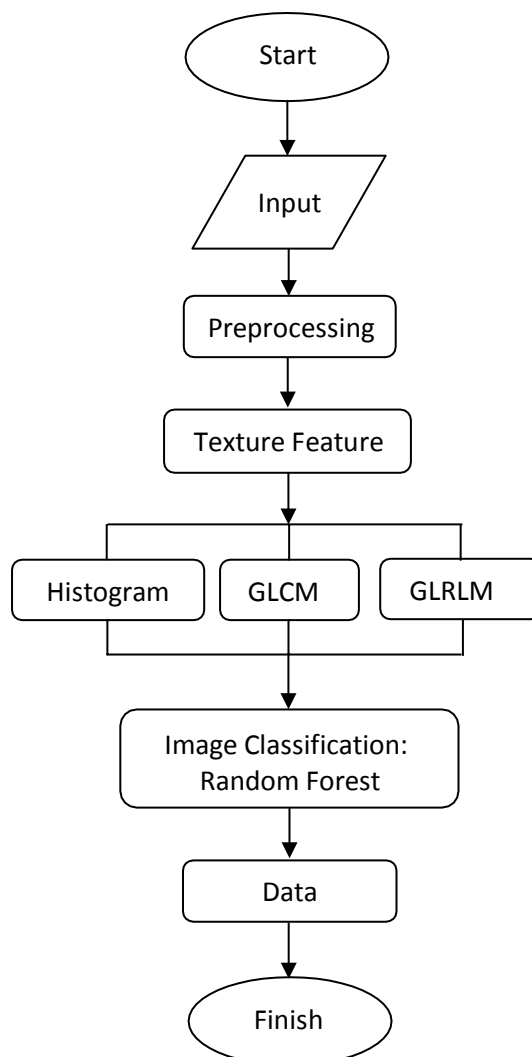 Start
Input
Preprocessing
Texture Feature
Histogram
GLCM
GLRLM
Image Classification:
Random Forest
Data
Finish